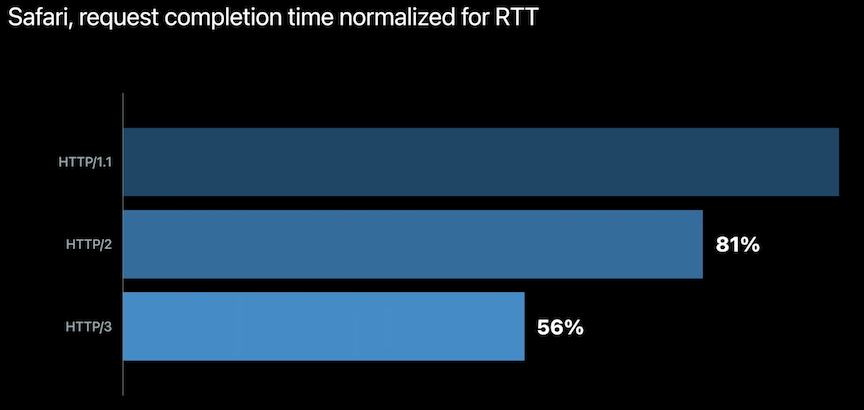 Safari, request completion time normalized for RTT
HTTP/1.1
HTTP/2
81%
HTTP/3
56%